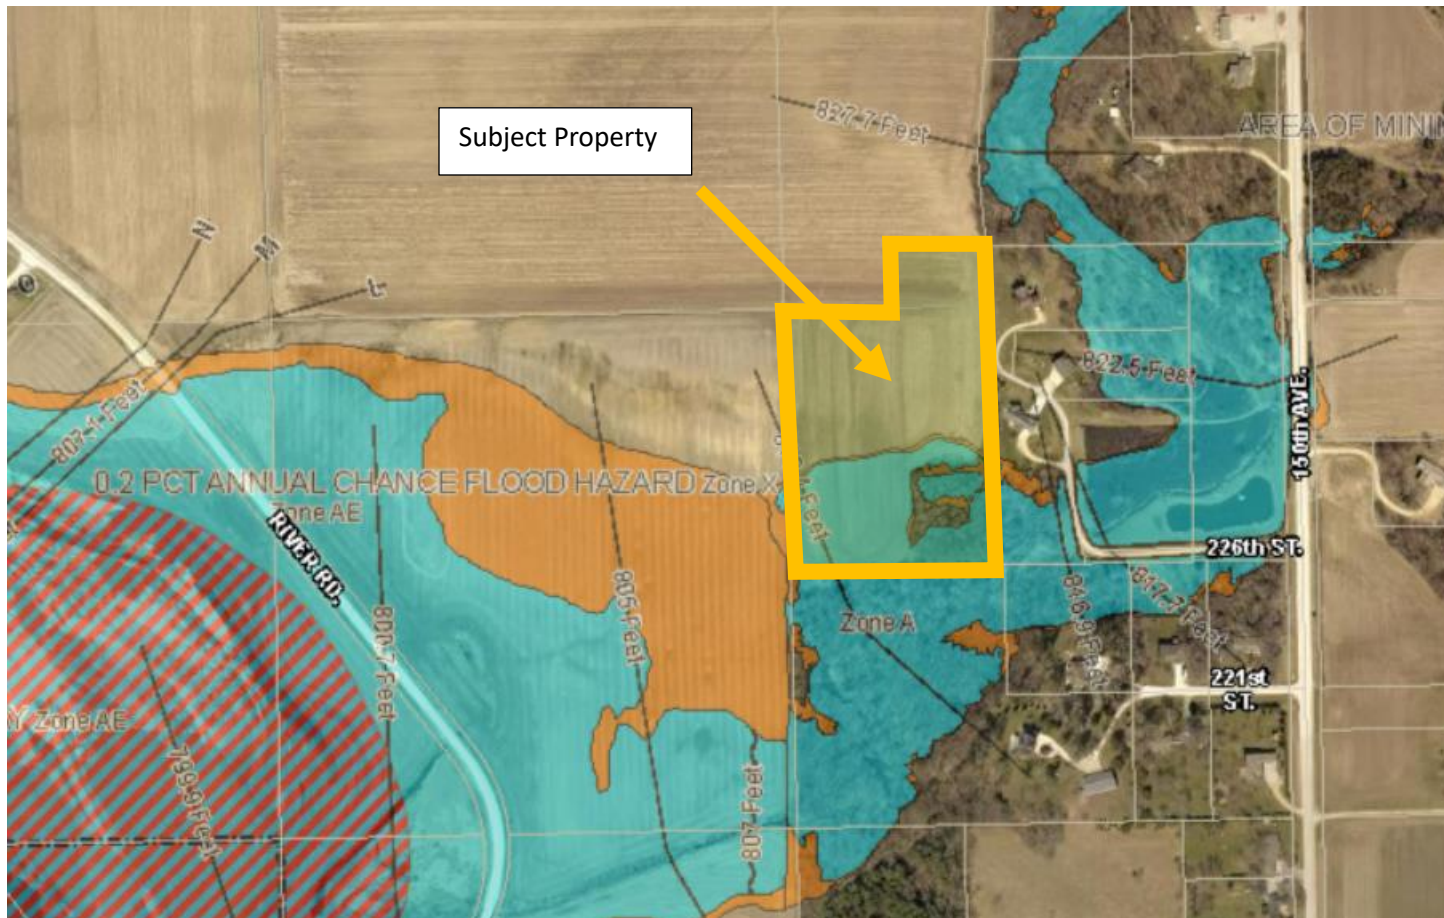 827.7 Feet
AREA OF MINI
Subject Property
N
M
822.5 Feet
807.1 Feet
150th AVE.
0.2 PCT ANNUAL CHANCE FLOOD HAZARD Zone X
Zone AE
RIVER RD.
226th ST.
817.7 Feet
805 Feet
Zone A
816.9 Feet
800.7 Feet
221st
ST.
Y Zone AE
799.9 Feet
807 Feet